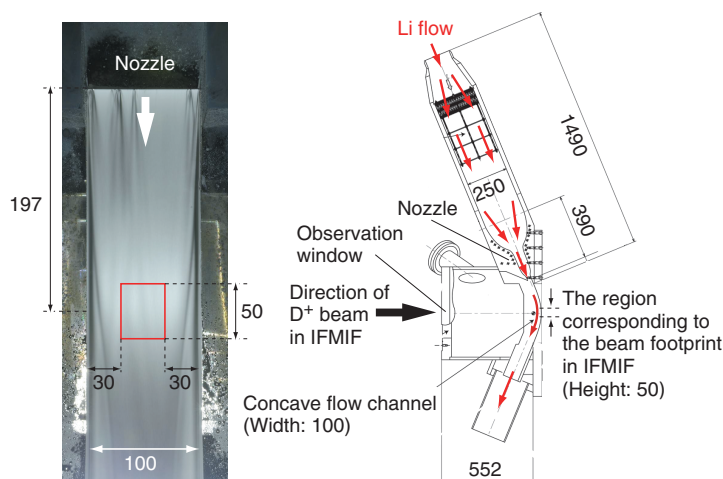 Nozzle
197
50
30
30
100
Li flow
1490
250
390
Nozzle
Observation
window
Direction of
D⁺ beam
in IFMIF
The region
corresponding to
the beam footprint
in IFMIF
(Height: 50)
Concave flow channel
(Width: 100)
552